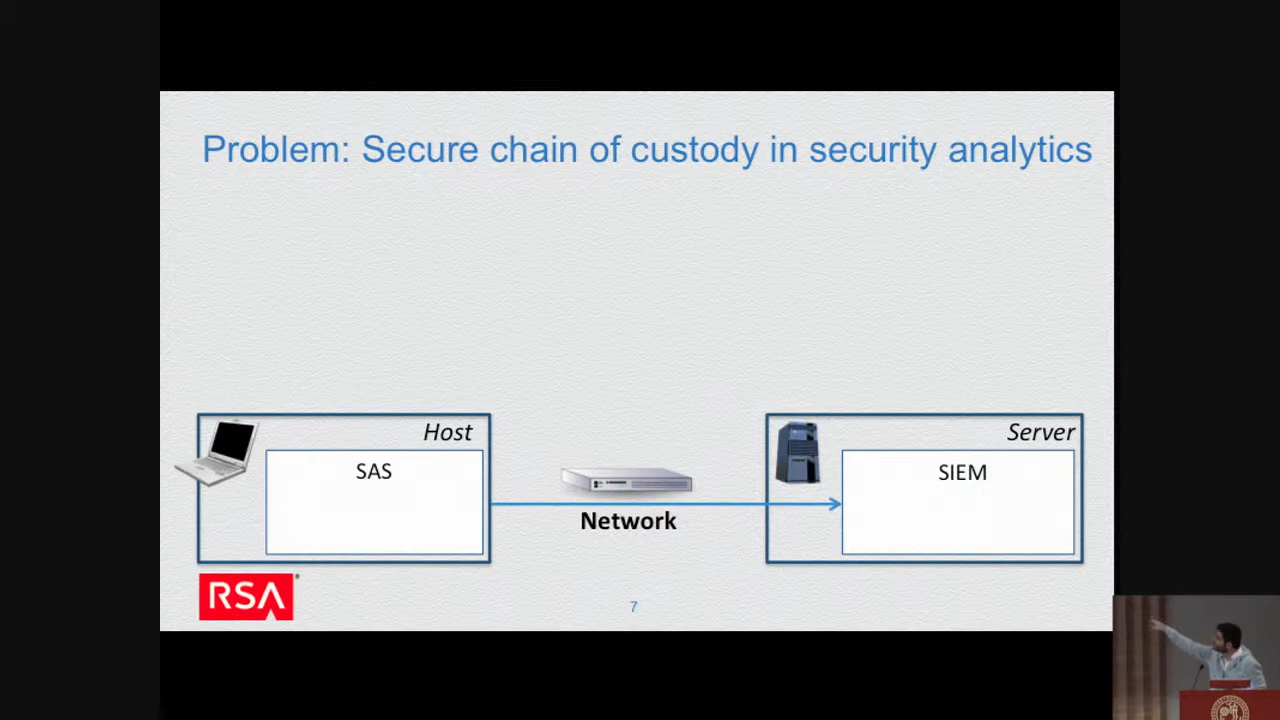 Problem: Secure chain of custody in security analytics
Host
SAS
Network
Server
SIEM
RSA
7